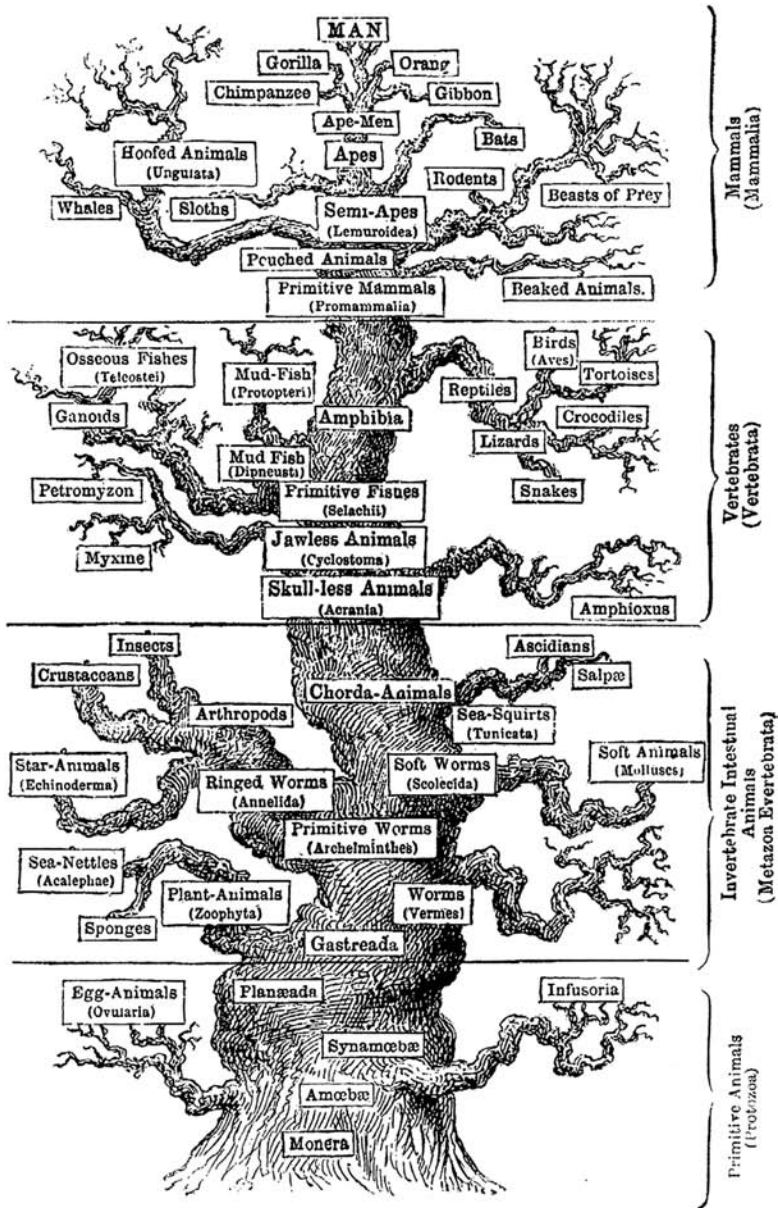 MAN
Gorilla
Orang
Chimpanzee
Gibbon
Ape-Men
Bats
Hoofed Animals
(Ungulata)
Apes
Rodents
Beasts of Prey
Whales
Sloths
Semi-Apes
(Lemuroidea)
Pouched Animals
Primitive Mammals
(Promammalia)
Beaked Animals.
Mammals
(Mammalia)
Osseous Fishes
(Teleostei)
Mud-Fish
(Protopteri)
Birds
(Aves)
Tortoises
Reptiles
Ganoids
Amphibia
Crocodiles
Lizards
Mud Fish
(Dipneusti)
Snakes
Petromyzon
Primitive Fishes
(Selachii)
Jawless Animals
(Cyclostoma)
Myxine
Skull-less Animals
(Acrania)
Amphioxus
Vertebrates
(Vertebrata)
Insects
Ascidians
Crustaceans
Salpæ
Chorda-Animals
Arthropods
Sea-Squirts
(Tunicata)
Star-Animals
(Echinoderma)
Ringed Worms
(Annelida)
Soft Worms
(Scolecida)
Soft Animals
(Molluscs)
Primitive Worms
(Archelminthes)
Sea-Nettles
(Acalephae)
Plant-Animals
(Zoophyta)
Worms
(Vermes)
Sponges
Gastreada
Invertebrate Intestinal
Animals
(Metazoa Evertebrata)
Egg-Animals
(Ovularia)
Planæada
Infusoria
Synamœbæ
Amœbæ
Monera
Primitive Animals
(Protozoa)